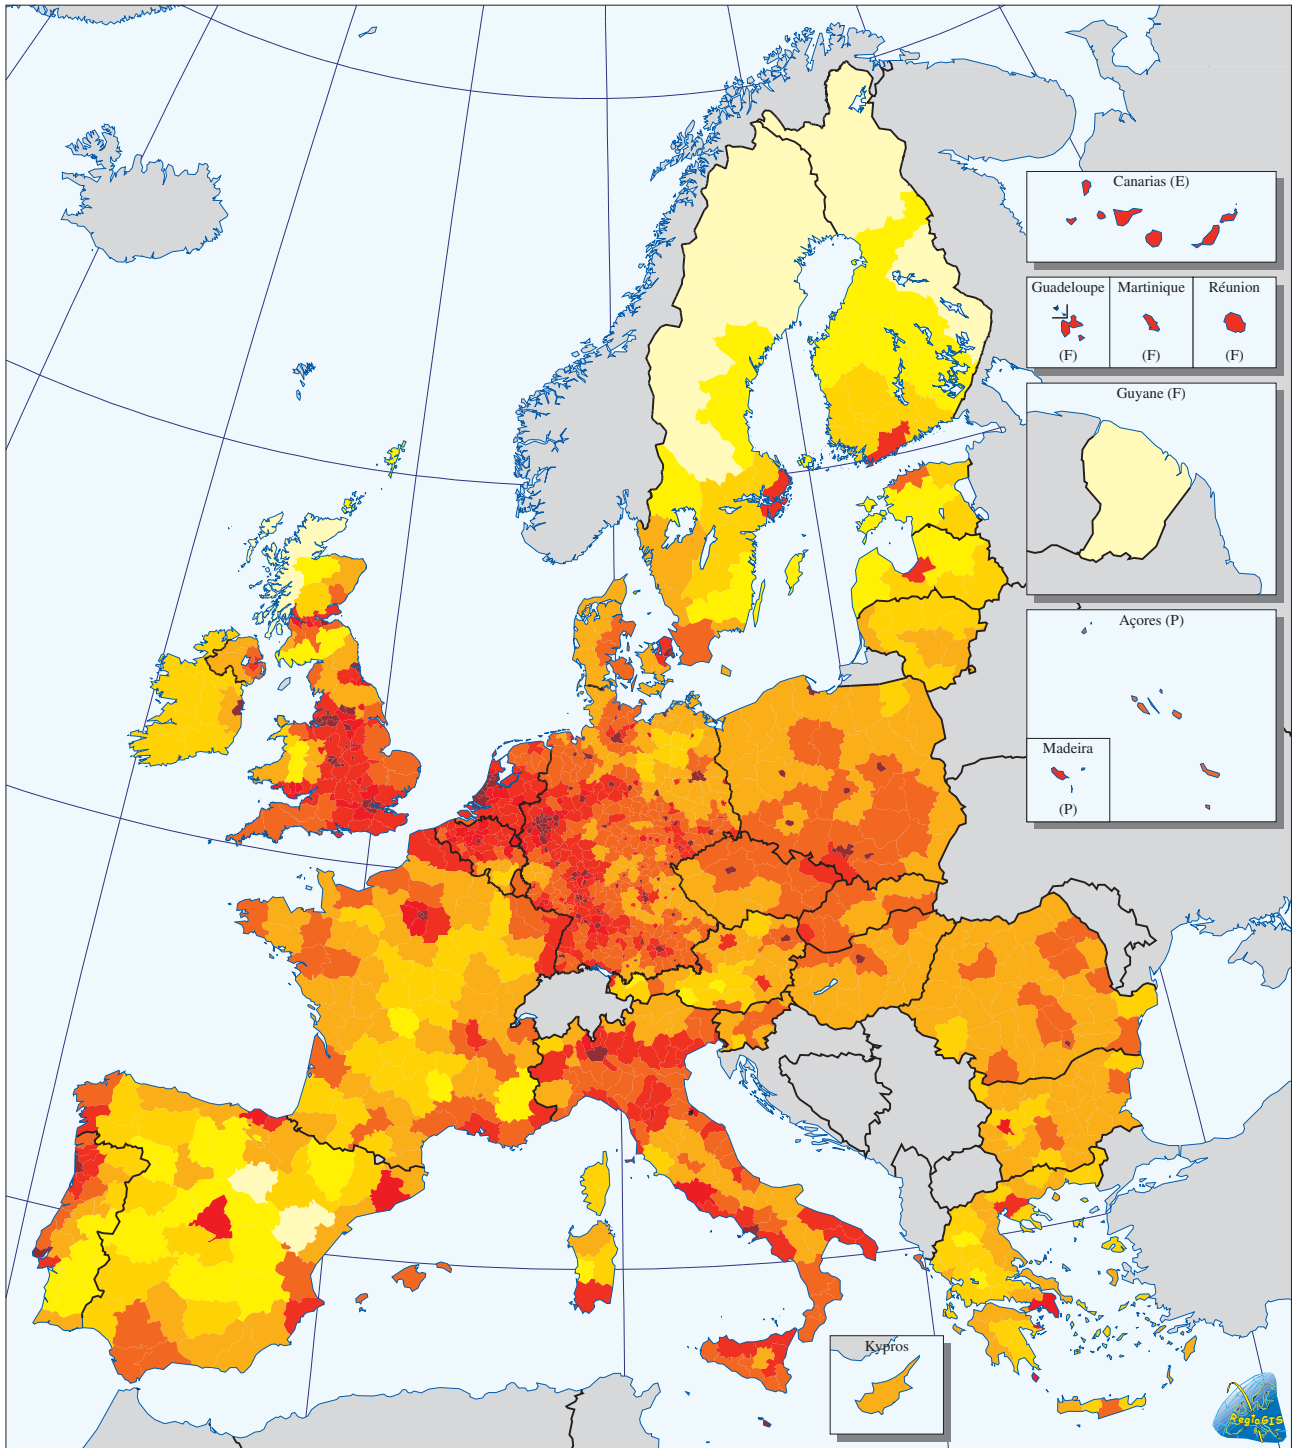 Canarias (E)
Guadeloupe
Martinique
Réunion
(F)
(F)
(F)
Guyane (F)
Açores (P)
Madeira
(P)
Kypros
RegioGIS